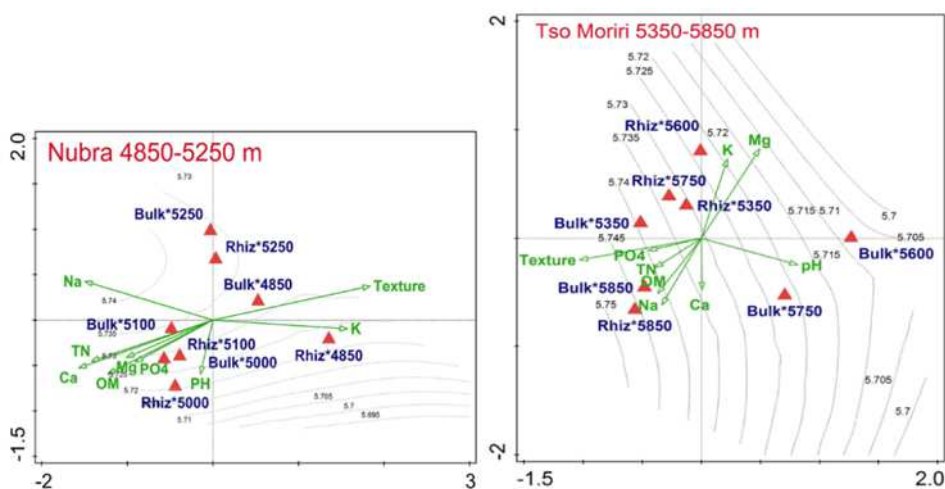 Nubra 4850-5250 m
2.0
5.73
Bulk*5250
Rhiz*5250
Na
Bulk*4850
Texture
5.74
Bulk*5100
K
5.735
Rhiz*5100
Rhiz*4850
TN
5.73
Bulk*5000
Mg
PO4
Ca
OM
PH
5.72
5.705
Rhiz*5000
5.7
5.71
5.695
-1.5
-2
3
Tso Moriri 5350-5850 m
2
5.72
5.725
5.73
Rhiz*5600
5.735
5.72
Mg
K
Rhiz*5750
5.74
Rhiz*5350
5.715
5.71
5.7
Bulk*5350
5.705
5.745
Bulk*5600
PO4
5.715
Texture
TN
pH
OM
Bulk*5850
5.75
Na
Ca
Bulk*5750
Rhiz*5850
5.705
5.7
-2
-1.5
2.0